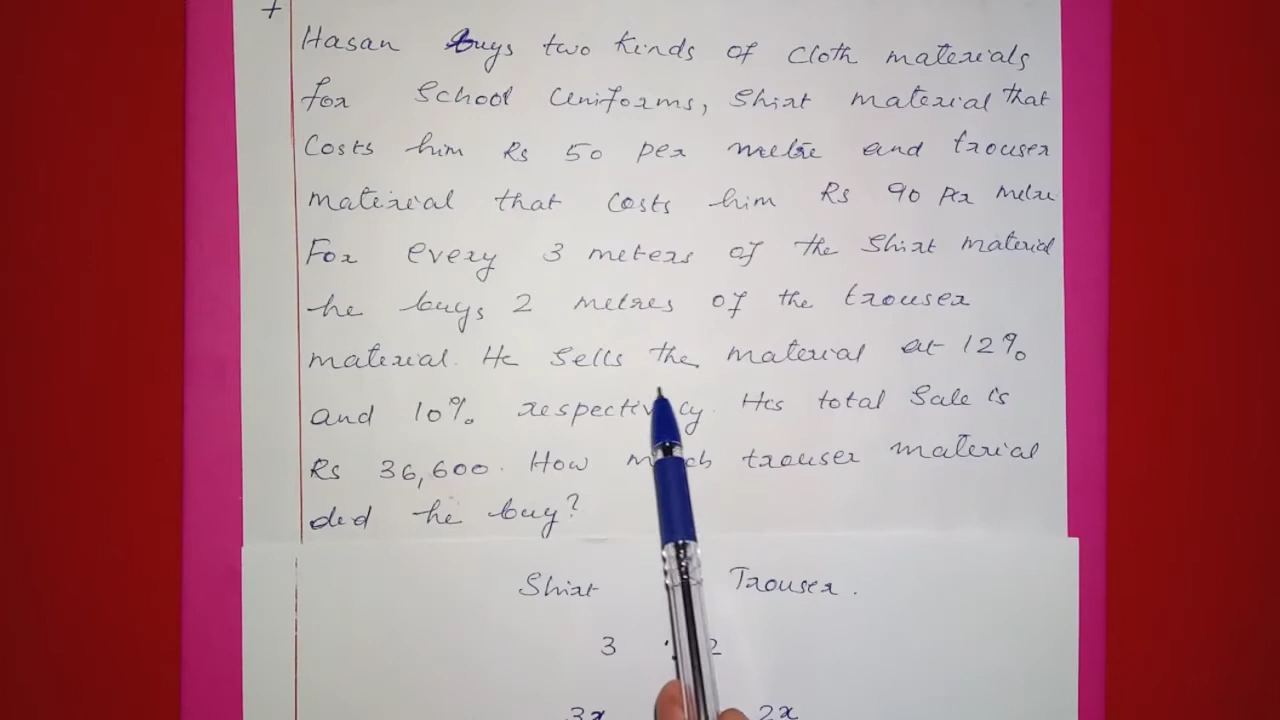 +
Hasan buys two kinds of cloth materials
for School Uniforms, Shirt material that
Costs him Rs 50 per metre and trouser
material that costs him Rs 90 per metre
For every 3 meters of the Shirt material
he buys 2 metres of the trouser
material. He Sells the material at 12%
and 10% respectively. His total Sale is
Rs 36,600. How much trouser material
did he buy?
Shirt Trouser.
3 : 2
3x 2x